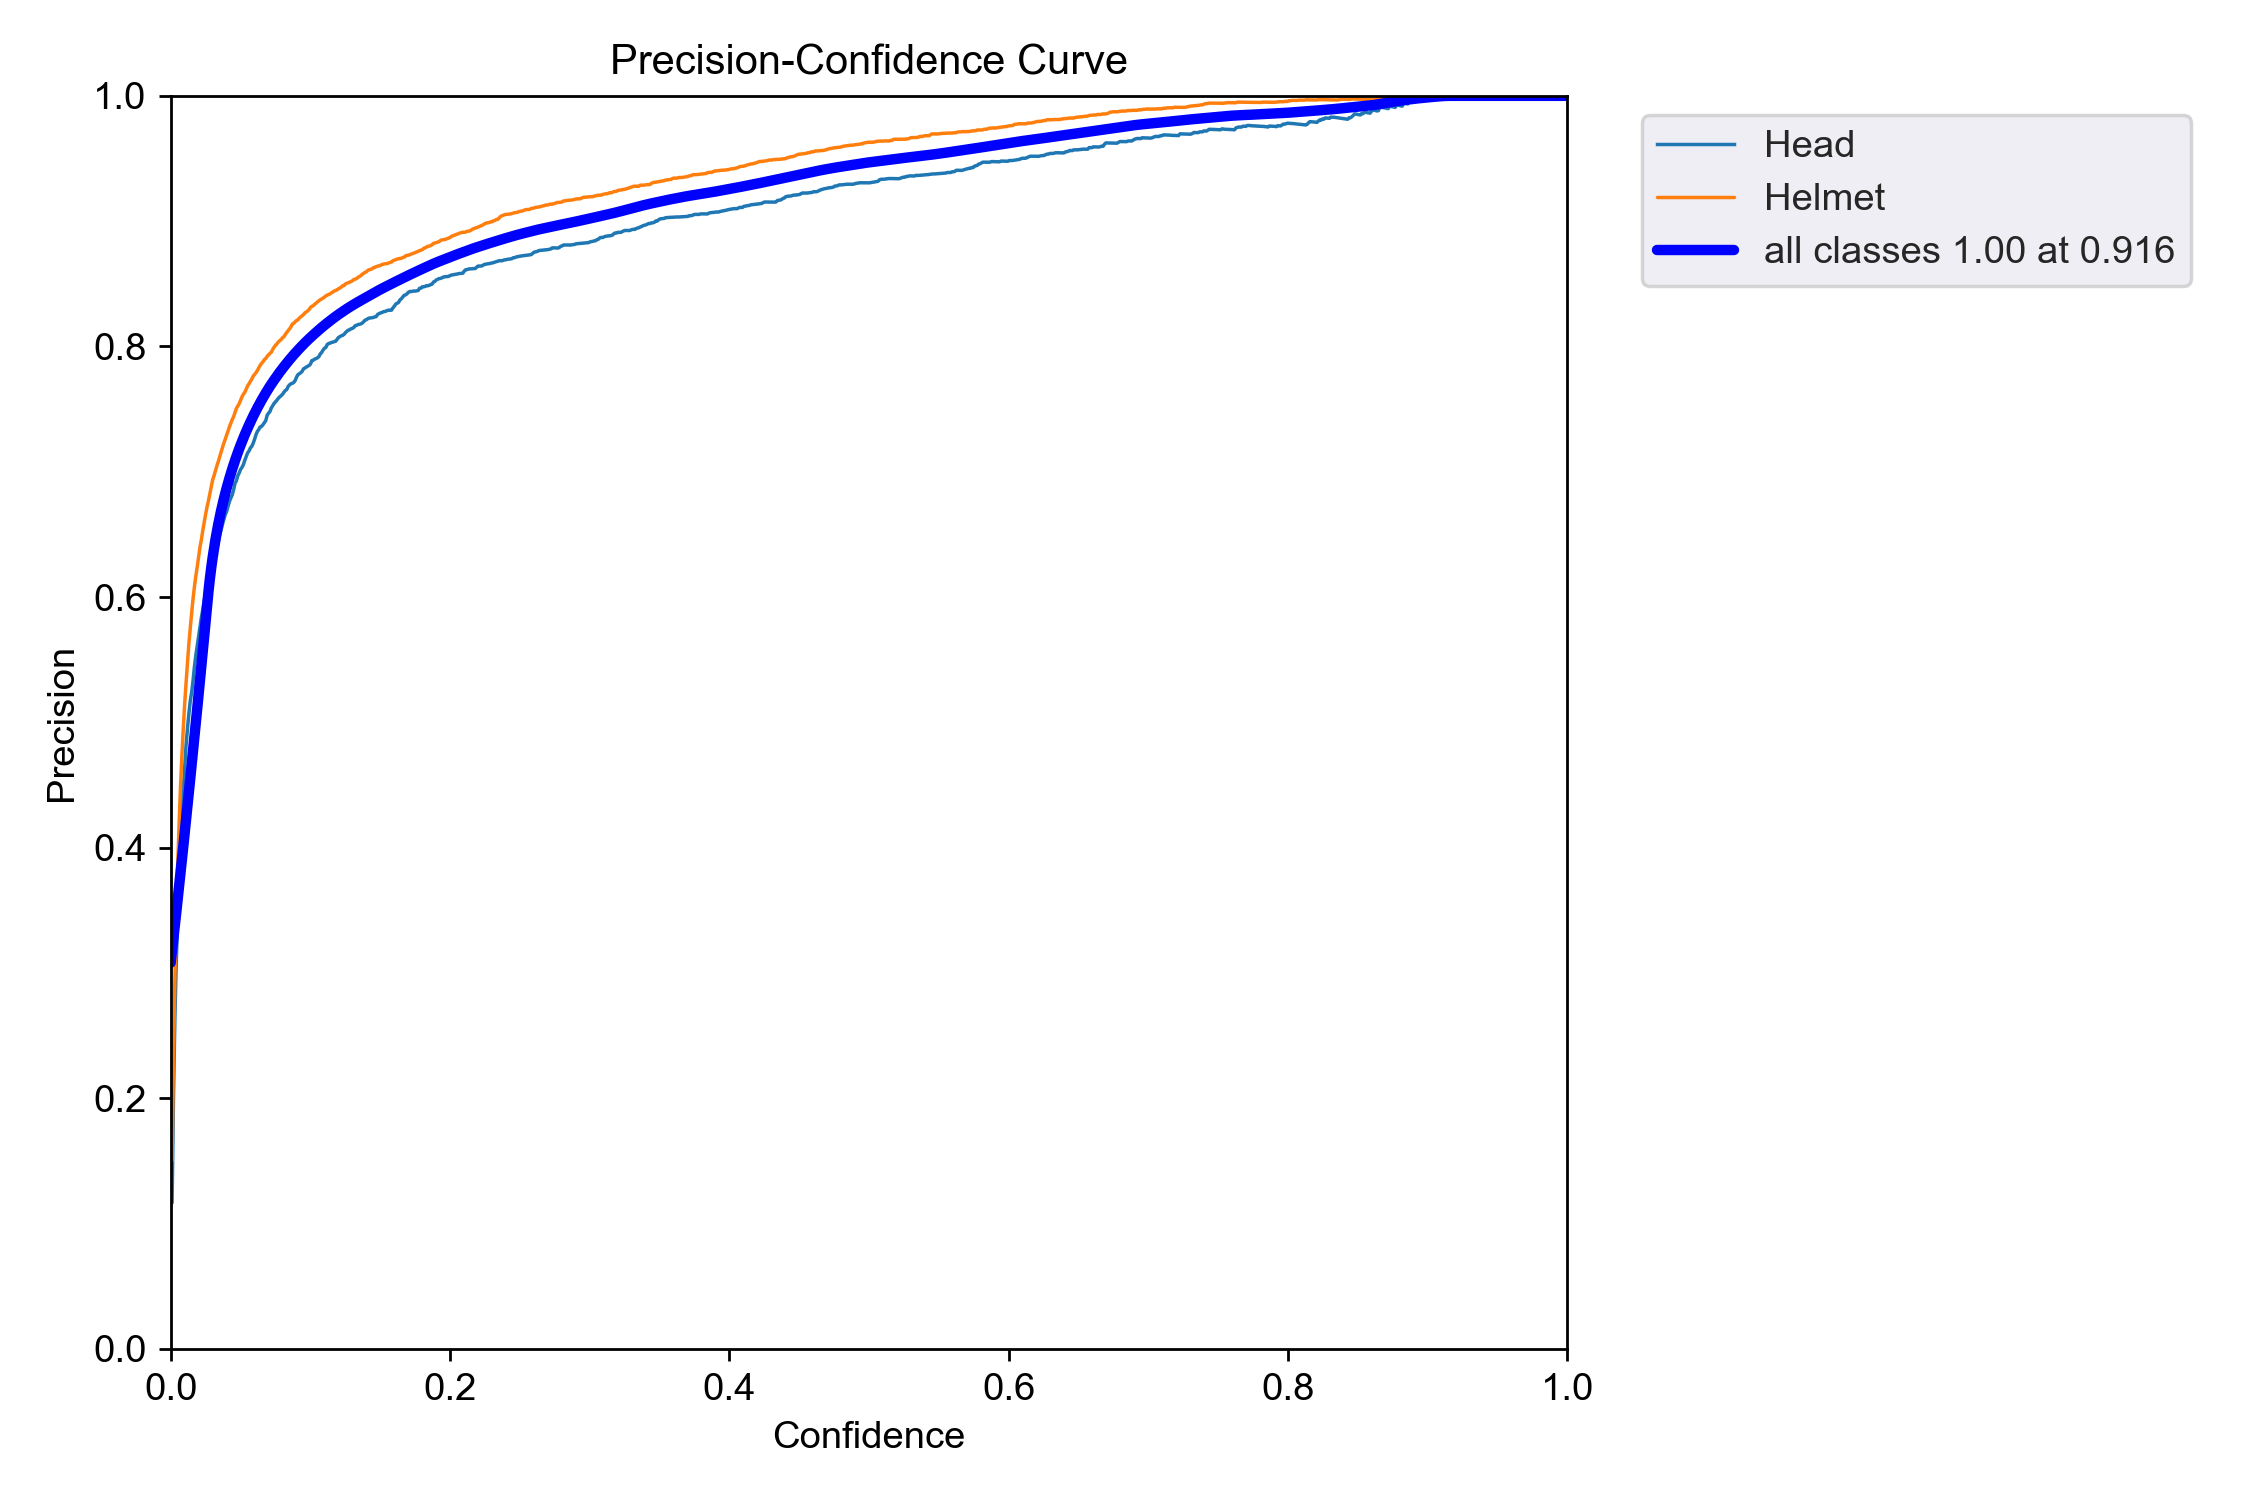 Precision-Confidence Curve
1.0
0.8
0.6
0.4
0.2
0.0
Precision
0.0 0.2 0.4 0.6 0.8 1.0
Confidence
Head
Helmet
all classes 1.00 at 0.916